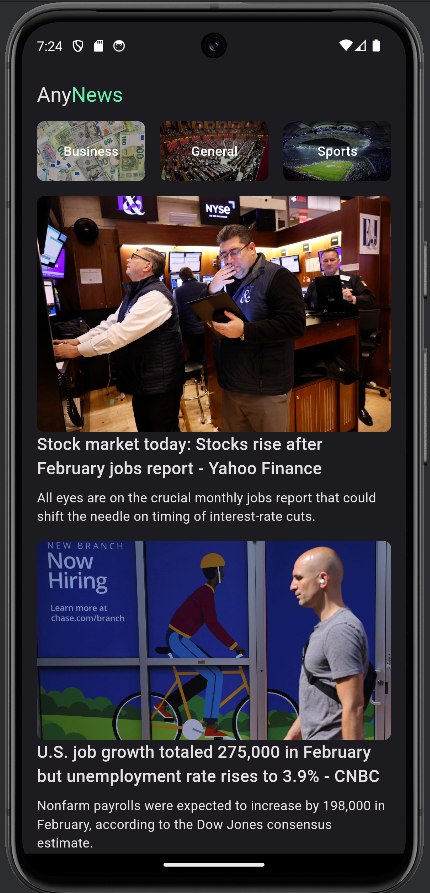 7:24
AnyNews
Business
General
Sports
NYSE
Stock market today: Stocks rise after
February jobs report - Yahoo Finance
All eyes are on the crucial monthly jobs report that could
shift the needle on timing of interest-rate cuts.
NEW BRANCH
Now
Hiring
Learn more at
chase.com/branch
U.S. job growth totaled 275,000 in February
but unemployment rate rises to 3.9% - CNBC
Nonfarm payrolls were expected to increase by 198,000 in
February, according to the Dow Jones consensus
estimate.